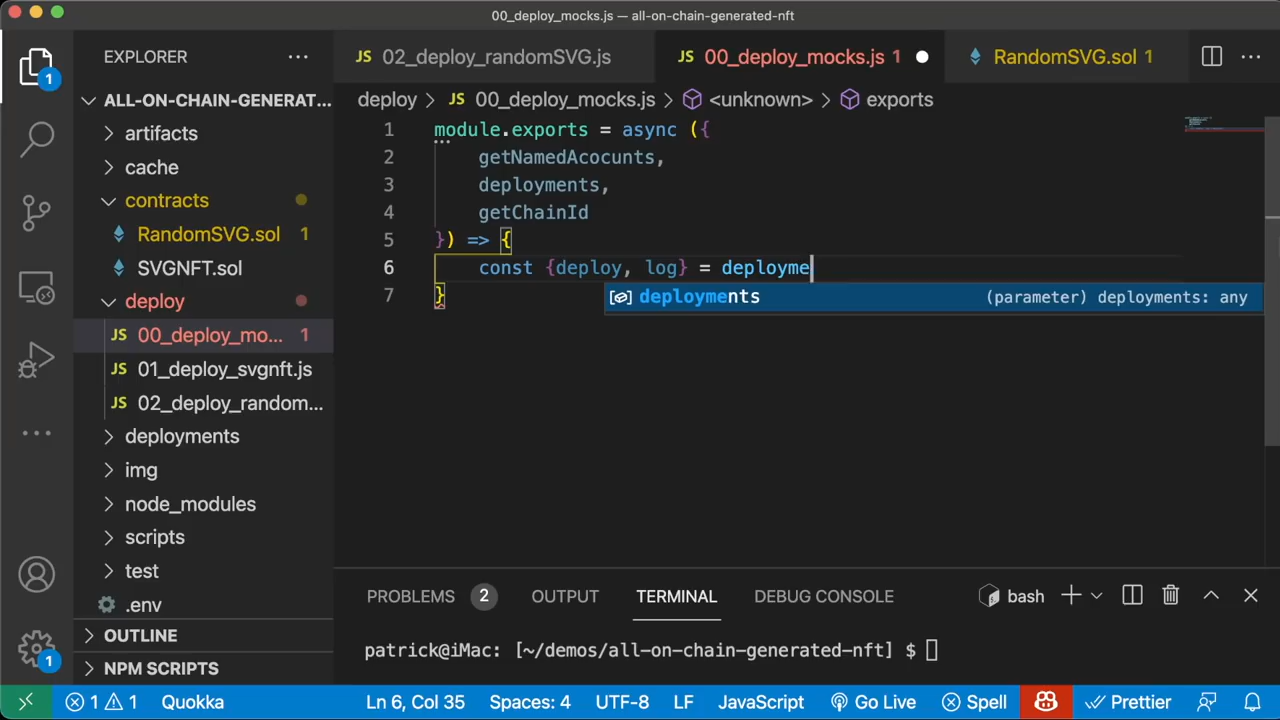 00_deploy_mocks.js — all-on-chain-generated-nft
EXPLORER
ALL-ON-CHAIN-GENERAT...
artifacts
cache
contracts
RandomSVG.sol 1
SVGNFT.sol
deploy
JS 00_deploy_mo... 1
JS 01_deploy_svgnft.js
JS 02_deploy_random...
deployments
img
node_modules
scripts
test
.env
OUTLINE
NPM SCRIPTS
1
1
JS 02_deploy_randomSVG.js
JS 00_deploy_mocks.js 1
RandomSVG.sol 1
deploy > JS 00_deploy_mocks.js > <unknown> > exports
1 module.exports = async ({
2 getNamedAcocunts,
3 deployments,
4 getChainId
5 }) => {
6 const {deploy, log} = deployme
7 }
deployments (parameter) deployments: any
PROBLEMS 2 OUTPUT TERMINAL DEBUG CONSOLE bash
patrick@iMac: [~/demos/all-on-chain-generated-nft] $
1 1 Quokka Ln 6, Col 35 Spaces: 4 UTF-8 LF JavaScript Go Live Spell Prettier